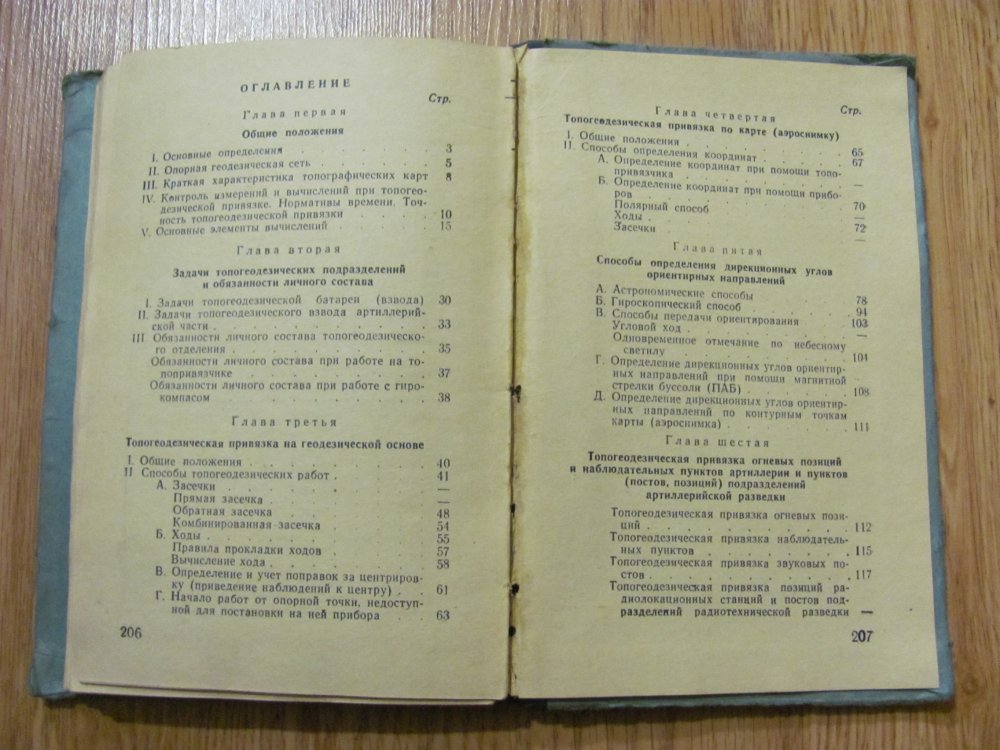 ОГЛАВЛЕНИЕ
Стр.
Глава первая
Общие положения
I. Основные определения . . . . . . 3
II. Опорная геодезическая сеть . . . . . . 5
III. Краткая характеристика топографических карт 8
IV. Контроль измерений и вычислений при топогео-
дезической привязке. Нормативы времени. Точ-
ность топогеодезической привязки . . . . 10
V. Основные элементы вычислений . . . . 15
Глава вторая
Задачи топогеодезических подразделений
и обязанности личного состава
I. Задачи топогеодезической батареи (взвода) 30
II. Задачи топогеодезического взвода артиллерий-
ской части . . . . . . . 33
III Обязанности личного состава топогеодезическо-
го отделения . . . . . . . 35
Обязанности личного состава при работе на то-
попривязчике . . . . . . . 37
Обязанности личного состава при работе с гиро-
компасом . . . . . . . 38
Глава третья
Топогеодезическая привязка на геодезической основе
I. Общие положения . . . . . . . 40
II Способы топогеодезических работ . . . . 41
А. Засечки . . . . . . . —
Прямая засечка . . . . . . —
Обратная засечка . . . . . . 48
Комбинированная засечка . . . . 54
Б. Ходы . . . . . . . 55
Правила прокладки ходов . . . . 57
Вычисление хода . . . . . . 58
В. Определение и учет поправок за центриров-
ку (приведение наблюдений к центру) . . 61
Г. Начало работ от опорной точки, недоступ-
ной для постановки на ней прибора . . 63
206
Стр.
Глава четвертая
Топогеодезическая привязка по карте (аэроснимку)
I. Общие положения . . . . . . 65
II. Способы определения координат . . . . 67
А. Определение координат при помощи топо-
привязчика . . . . . . —
Б. Определение координат при помощи прибо-
ров . . . . . . . 70
Полярный способ . . . . . —
Ходы . . . . . . . 72
Засечки . . . . . . . —
Глава пятая
Способы определения дирекционных углов
ориентирных направлений
А. Астрономические способы . . . . 78
Б. Гироскопический способ . . . . 94
В. Способы передачи ориентирования . . 103
Угловой ход . . . . . . —
Одновременное отмечание по небесному
светилу . . . . . . 104
Г. Определение дирекционных углов ориентир-
ных направлений при помощи магнитной
стрелки буссоли (ПАБ) . . . . 108
Д. Определение дирекционных углов ориентир-
ных направлений по контурным точкам
карты (аэроснимка) . . . . . 111
Глава шестая
Топогеодезическая привязка огневых позиций
и наблюдательных пунктов артиллерии и пунктов
(постов, позиций) подразделений
артиллерийской разведки
Топогеодезическая привязка огневых пози-
ций . . . . . . . 112
Топогеодезическая привязка наблюдатель-
ных пунктов . . . . . . 115
Топогеодезическая привязка звуковых по-
стов . . . . . . . 117
Топогеодезическая привязка позиций ра-
диолокационных станций и постов под-
разделений радиотехнической разведки —
207